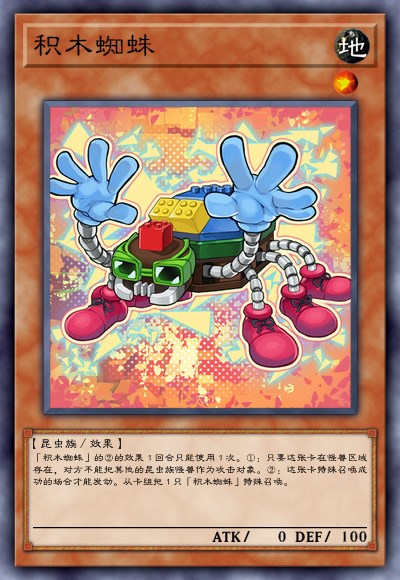 积木蜘蛛
地
【昆虫族／效果】
「积木蜘蛛」的②的效果1回合只能使用1次。①：只要这张卡在怪兽区域
存在，对方不能把其他的昆虫族怪兽作为攻击对象。②：这张卡特殊召唤成
功的场合才能发动。从卡组把1只「积木蜘蛛」特殊召唤。
ATK/ 0 DEF/ 100